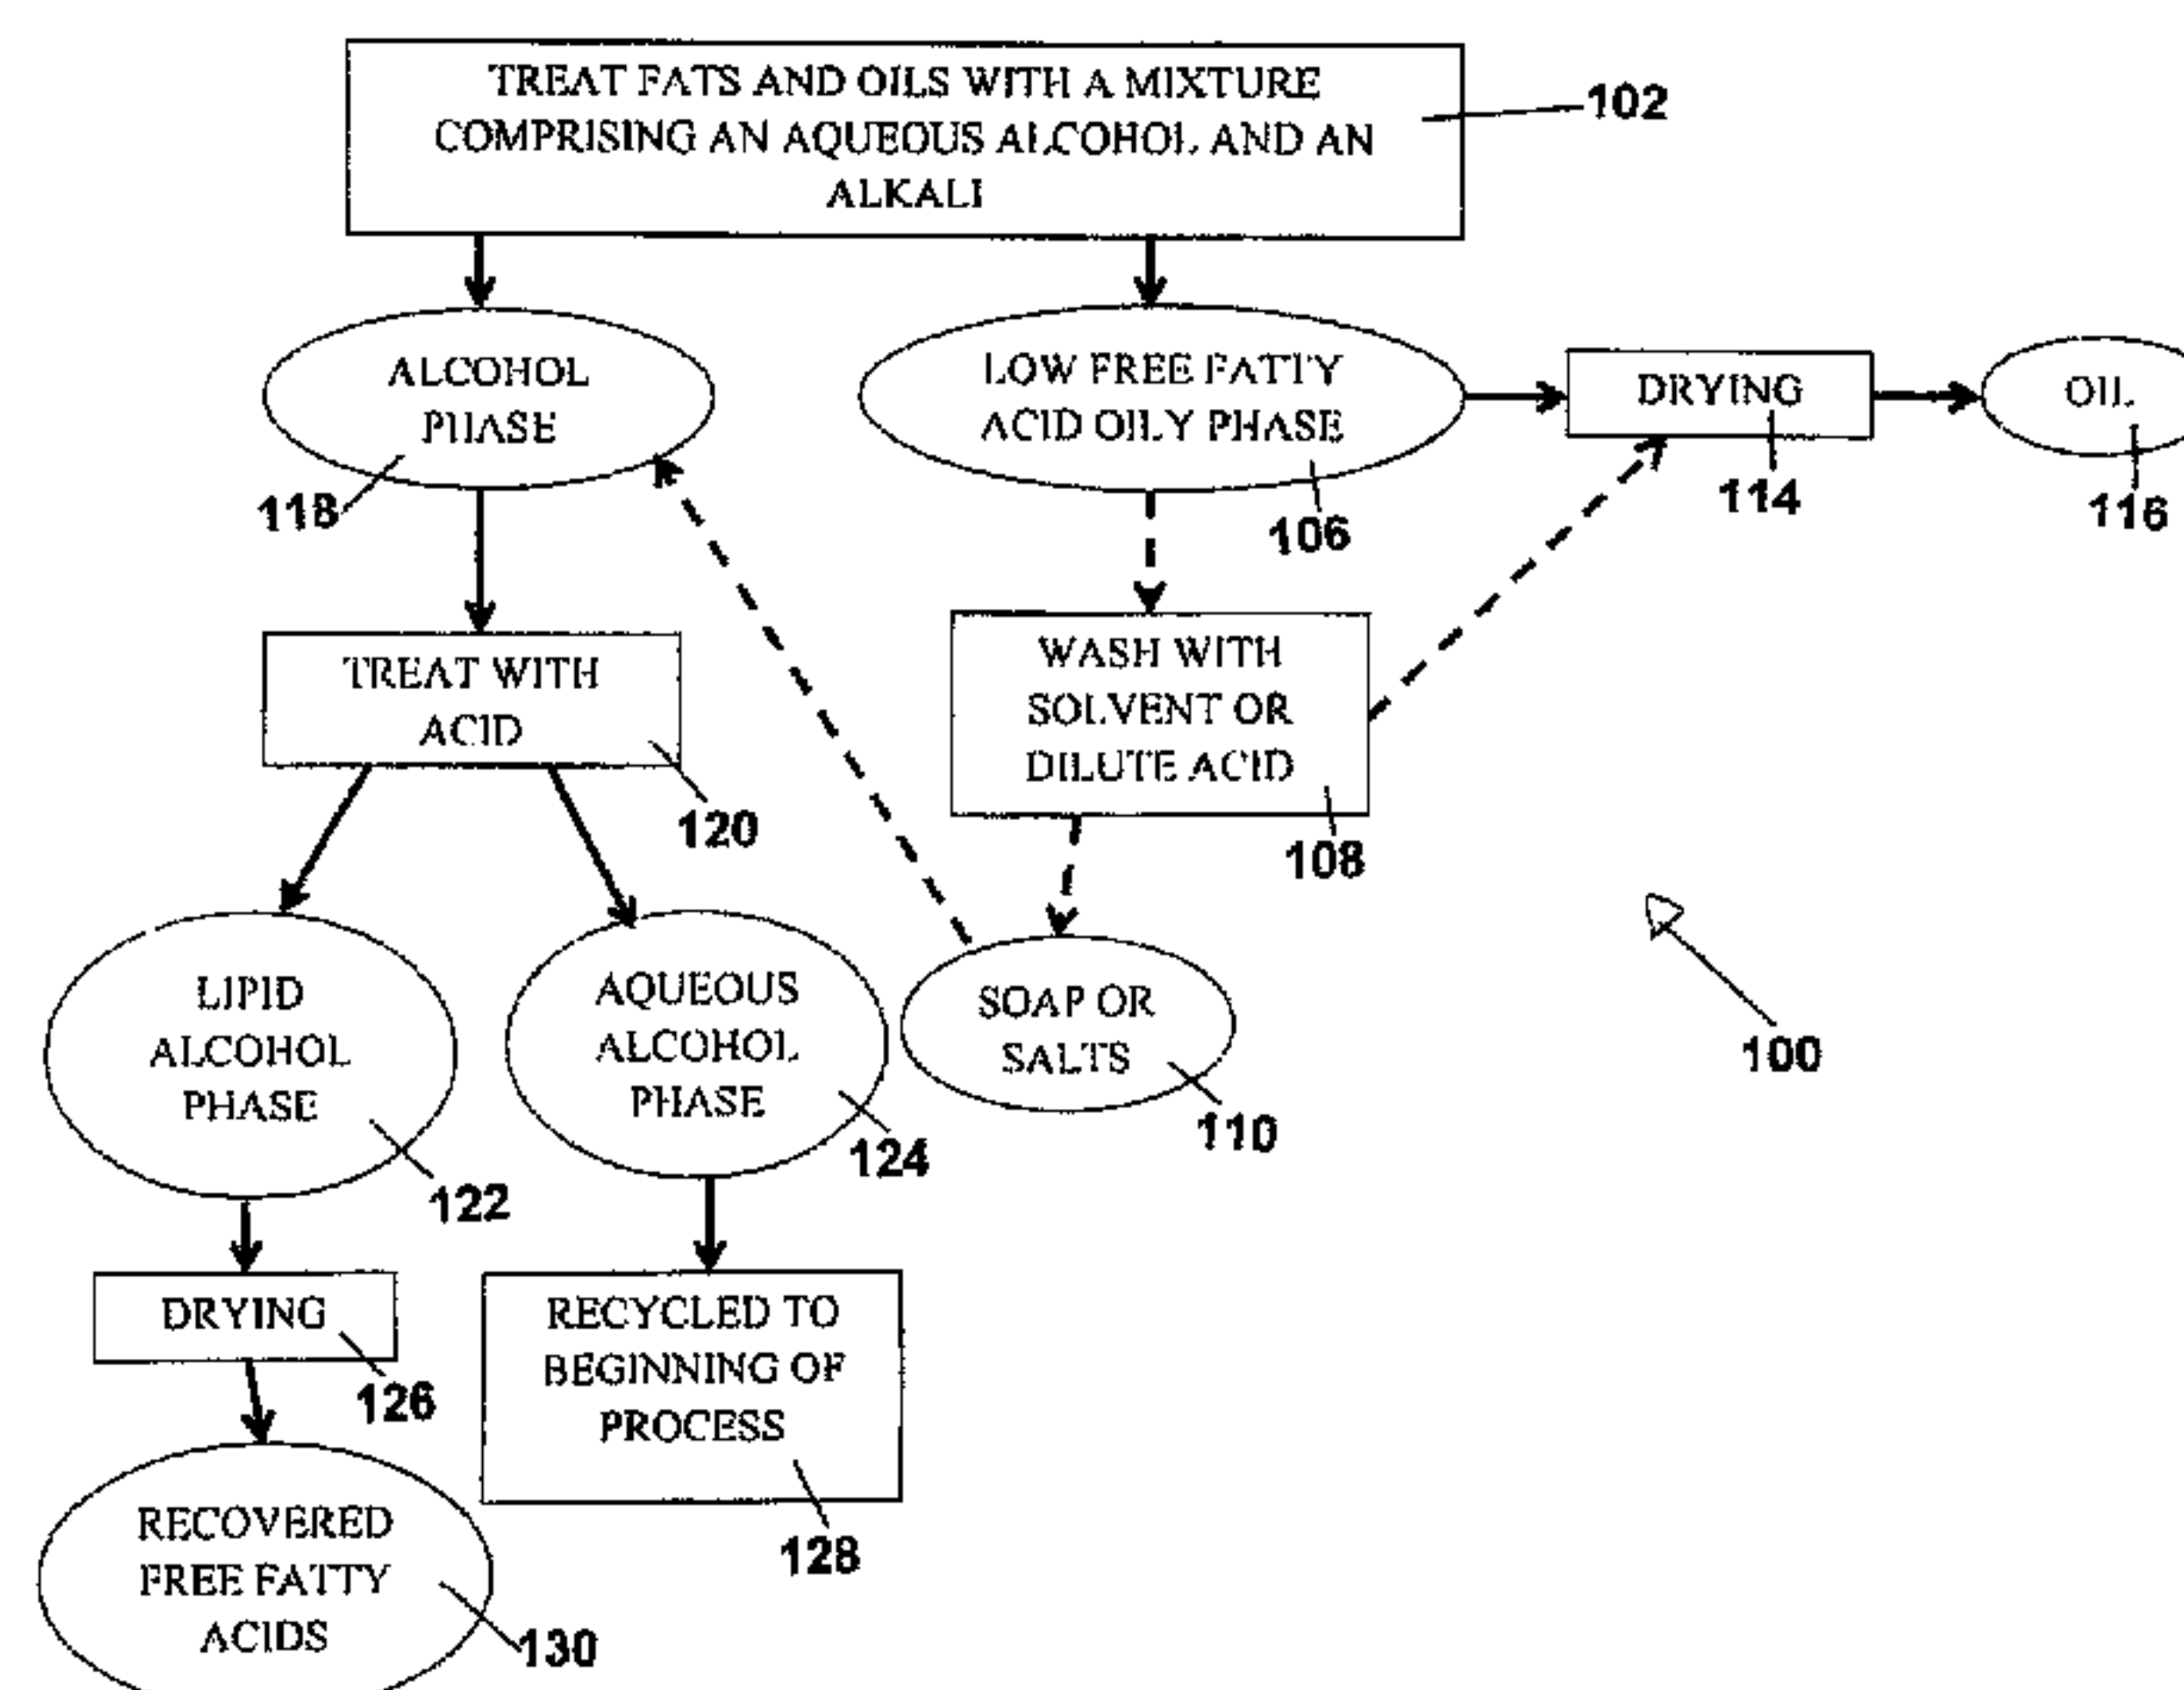 TREAT FATS AND OILS WITH A MIXTURE
COMPRISING AN AQUEOUS ALCOHOL AND AN
ALKALI
102
ALCOHOL
PHASE
118
LOW FREE FATTY
ACID OILY PHASE
106
DRYING
114
OIL
116
TREAT WITH
ACID
120
WASH WITH
SOLVENT OR
DILUTE ACID
108
LIPID
ALCOHOL
PHASE
122
AQUEOUS
ALCOHOL
PHASE
124
SOAP OR
SALTS
110
100
DRYING
126
RECYCLED TO
BEGINNING OF
PROCESS
128
RECOVERED
FREE FATTY
ACIDS
130